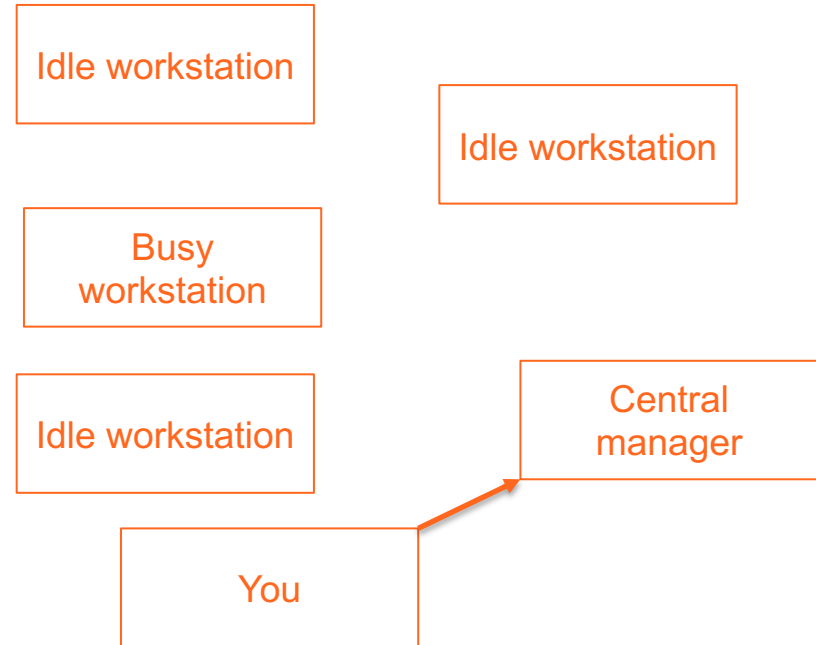 Idle workstation
Idle workstation
Busy
workstation
Idle workstation
Central
manager
You